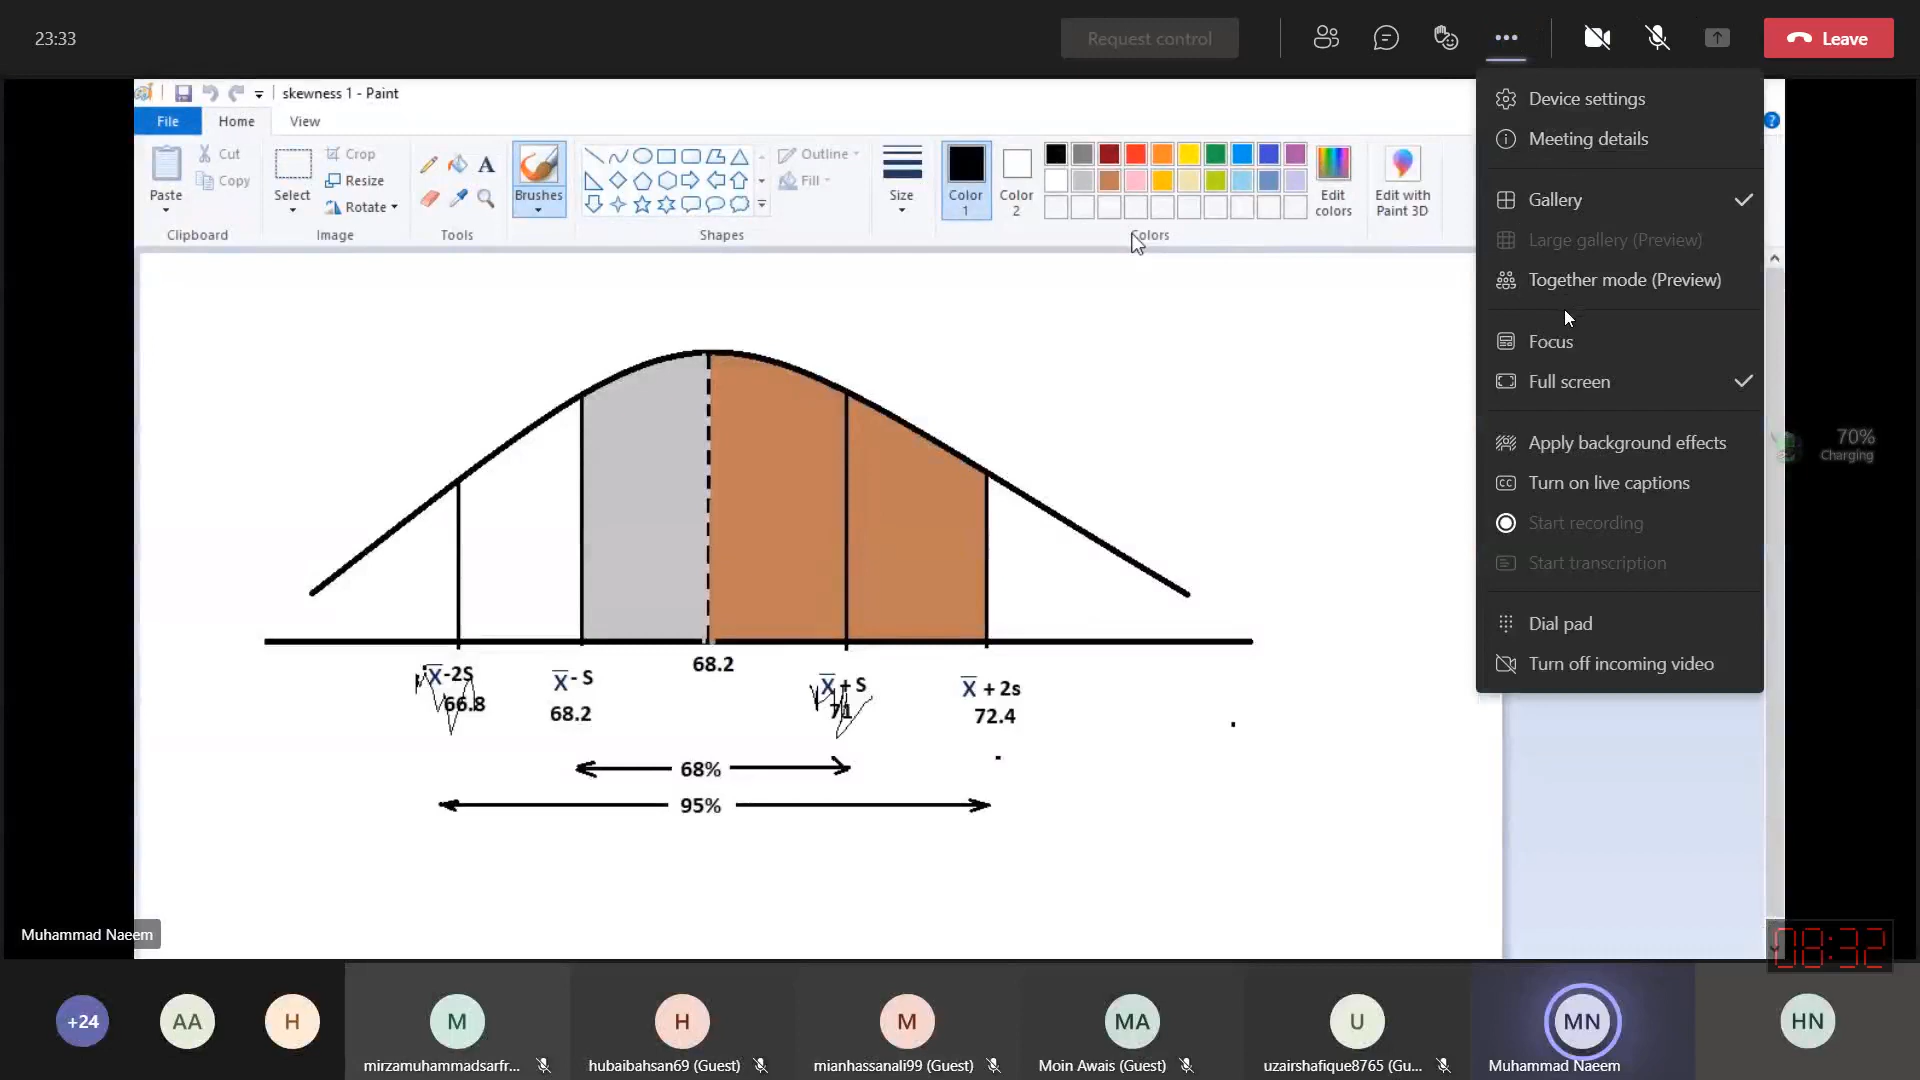 23:33
Request control
Leave
skewness 1 - Paint
File
Home
View
Paste
Cut
Copy
Clipboard
Select
Crop
Resize
Rotate
Image
A
Tools
Brushes
Shapes
Outline
Fill
Size
Color
1
Color
2
Colors
Edit
colors
Edit with
Paint 3D
Device settings
Meeting details
Gallery
Large gallery (Preview)
Together mode (Preview)
Focus
Full screen
Apply background effects
CC
Turn on live captions
Start recording
Start transcription
Dial pad
Turn off incoming video
70%
Charging
X̅-2S
66.8
X̅- S
68.2
68.2
X̅+ S
71
X̅ + 2s
72.4
68%
95%
Muhammad Naeem
08:32
+24
AA
H
M
mirzamuhammadsarfr...
H
hubaibahsan69 (Guest)
M
mianhassanali99 (Guest)
MA
Moin Awais (Guest)
U
uzairshafique8765 (Gu...
MN
Muhammad Naeem
HN